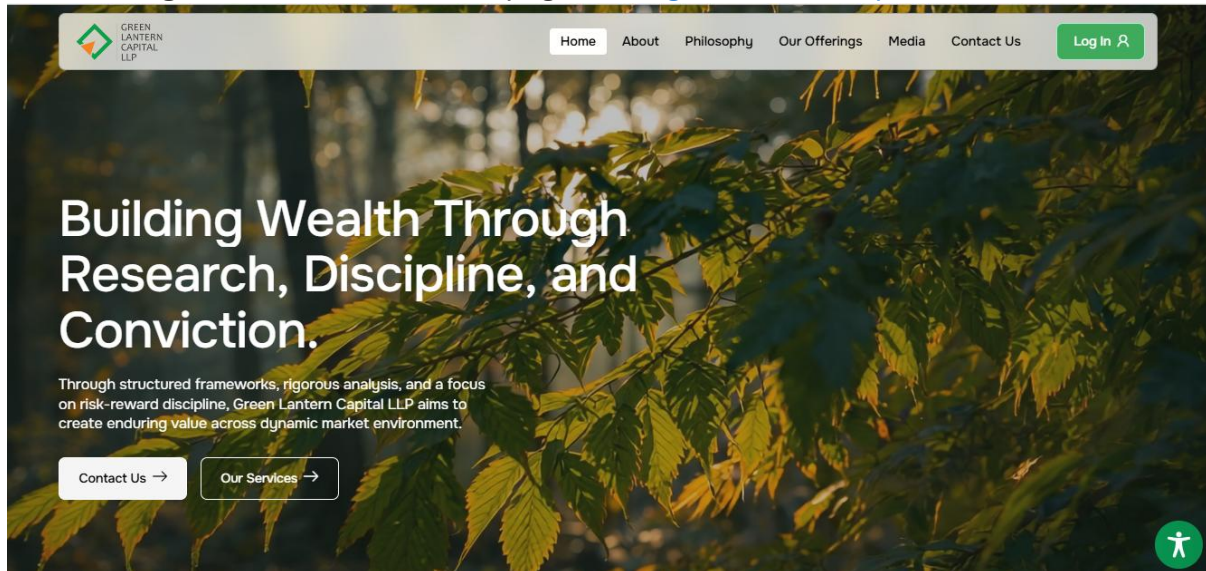 GREEN
LANTERN
CAPITAL
LLP
Home About Philosophy Our Offerings Media Contact Us Log In
Building Wealth Through
Research, Discipline, and
Conviction.
Through structured frameworks, rigorous analysis, and a focus
on risk-reward discipline, Green Lantern Capital LLP aims to
create enduring value across dynamic market environment.
Contact Us → Our Services →